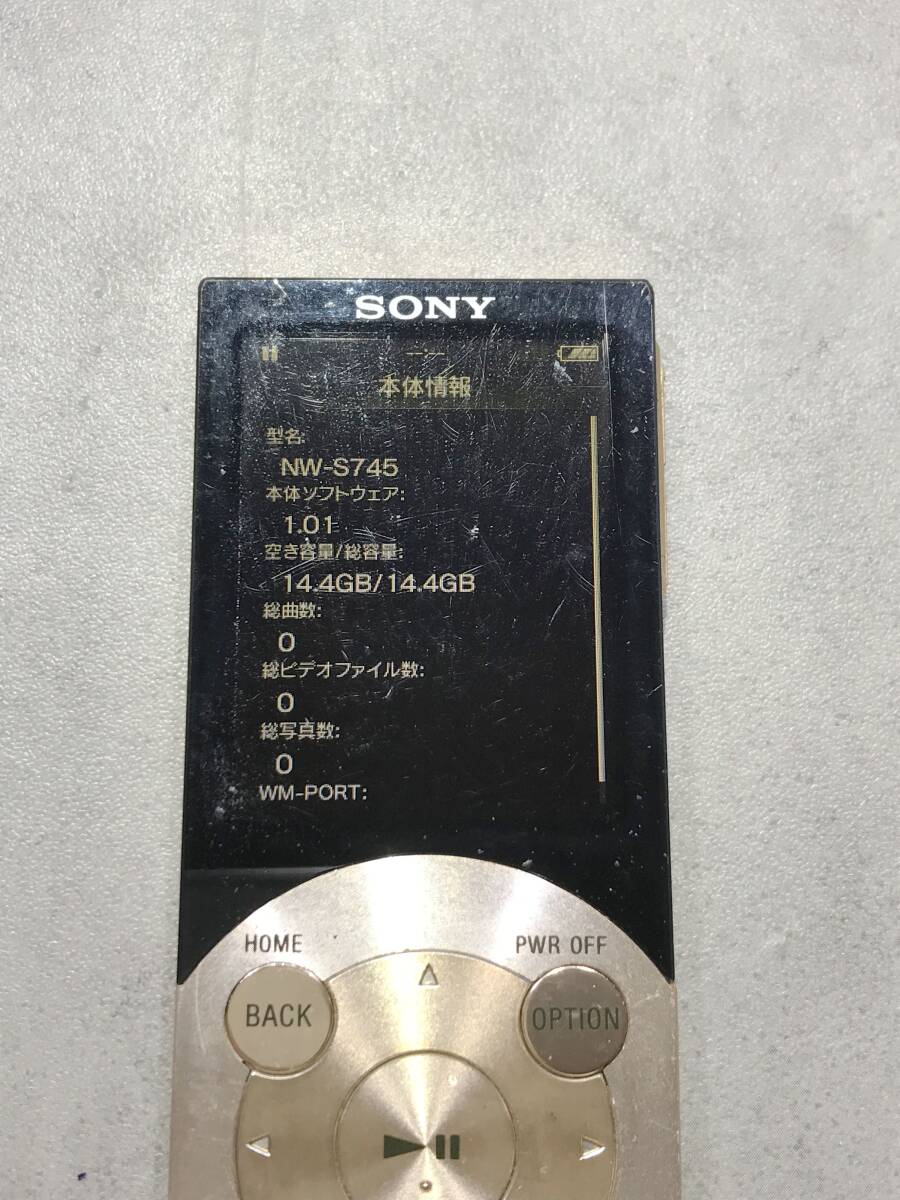 SONY
--:--
本体情報
型名:
NW-S745
本体ソフトウェア:
1.01
空き容量/総容量:
14.4GB/14.4GB
総曲数:
0
総ビデオファイル数:
0
総写真数:
0
WM-PORT:
HOME
PWR OFF
BACK
OPTION